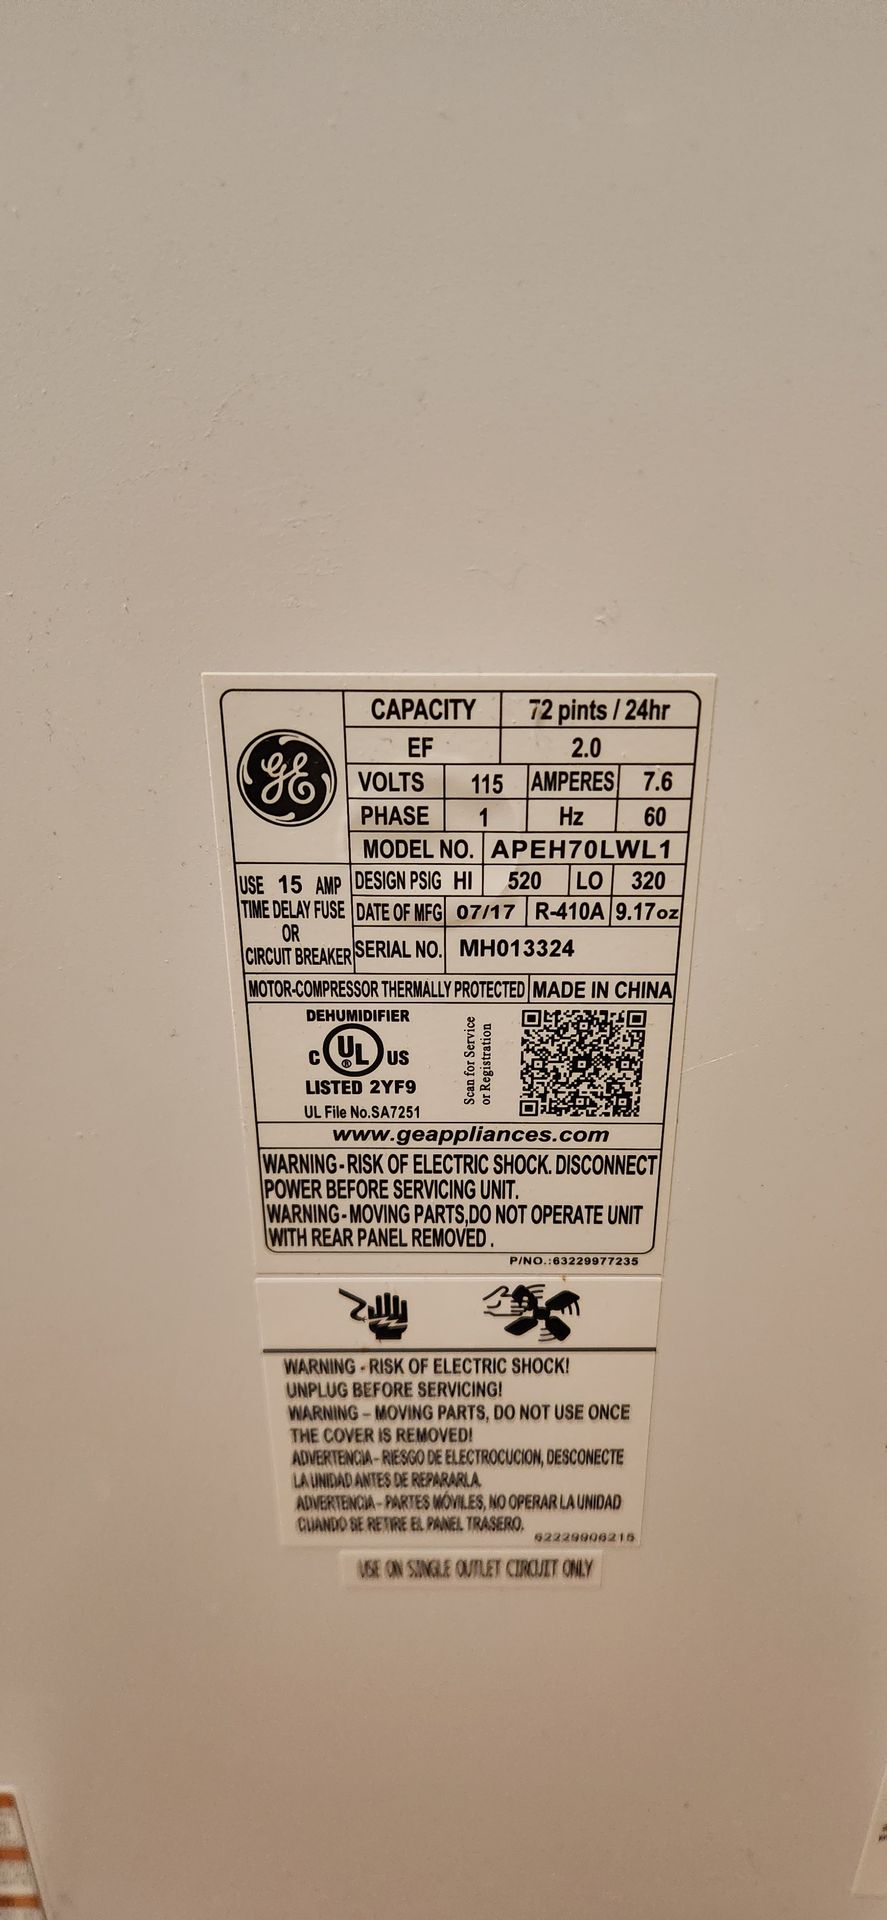 GE
CAPACITY 72 pints / 24hr
EF 2.0
VOLTS 115 AMPERES 7.6
PHASE 1 Hz 60
MODEL NO. APEH70LWL1
USE 15 AMP
TIME DELAY FUSE
OR
CIRCUIT BREAKER
DESIGN PSIG HI 520 LO 320
DATE OF MFG 07/17 R-410A 9.17oz
SERIAL NO. MH013324
MOTOR-COMPRESSOR THERMALLY PROTECTED MADE IN CHINA
DEHUMIDIFIER
C UL ® US
LISTED 2YF9
UL File No.SA7251
Scan for Service
or Registration
www.geappliances.com
WARNING-RISK OF ELECTRIC SHOCK. DISCONNECT
POWER BEFORE SERVICING UNIT.
WARNING-MOVING PARTS,DO NOT OPERATE UNIT
WITH REAR PANEL REMOVED.
P/NO.:63229977235
WARNING - RISK OF ELECTRIC SHOCK!
UNPLUG BEFORE SERVICING!
WARNING – MOVING PARTS, DO NOT USE ONCE
THE COVER IS REMOVED!
ADVERTENCIA – RIESGO DE ELECTROCUCION, DESCONECTE
LA UNIDAD ANTES DE REPARARLA.
ADVERTENCIA – PARTES MÓVILES, NO OPERAR LA UNIDAD
CUANDO SE RETIRE EL PANEL TRASERO.
62229906215
USE ON SINGLE OUTLET CIRCUIT ONLY